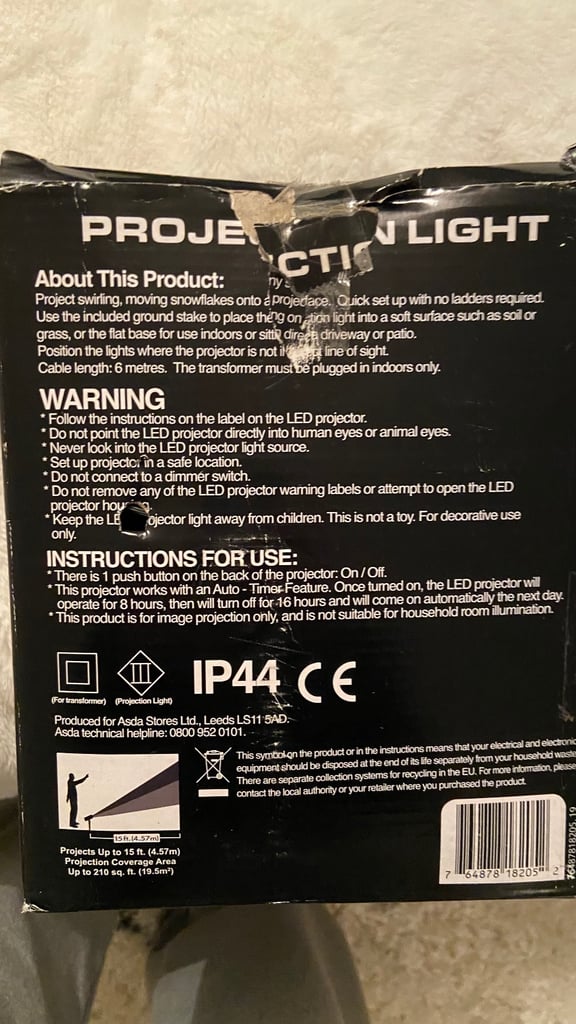 PROJECTION LIGHT
About This Product:
Project swirling, moving snowflakes onto a Quick set up with no ladders required.
Use the included ground stake to place the light into a soft surface such as soil or
grass, or the flat base for use indoors or driveway or patio.
Position the lights where the projector is not line of sight.
Cable length: 6 metres. The transformer must be plugged in indoors only.
WARNING
* Follow the instructions on the label on the LED projector.
* Do not point the LED projector directly into human eyes or animal eyes.
* Never look into the LED projector light source.
* Set up projector in a safe location.
* Do not connect to a dimmer switch.
* Do not remove any of the LED projector warning labels or attempt to open the LED
projector
* Keep the light away from children. This is not a toy. For decorative use
only.
INSTRUCTIONS FOR USE:
* There is 1 push button on the back of the projector: On / Off.
* This projector works with an Auto - Timer Feature. Once turned on, the LED projector will
operate for 8 hours, then will turn off for 16 hours and will come on automatically the next day.
* This product is for image projection only, and is not suitable for household room illumination.
III
IP44 CE
(For transformer) (Projection Light)
Produced for Asda Stores Ltd., Leeds LS11 5AD.
Asda technical helpline: 0800 952 0101.
This symbol on the product or in the instructions means that your electrical and electronic
equipment should be disposed at the end of its life separately from your household waste
There are separate collection systems for recycling in the EU. For more information, please
contact the local authority or your retailer where you purchased the product.
15 ft. (4.57m)
Projects Up to 15 ft. (4.57m)
Projection Coverage Area
Up to 210 sq. ft. (19.5m²)
7 64878 18205 2
76487818205_19